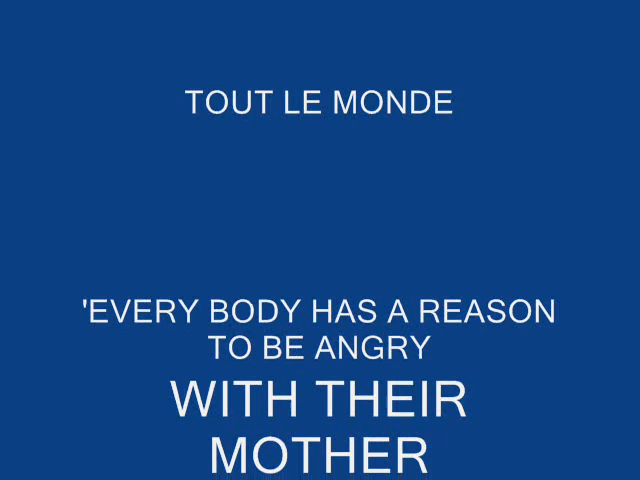 TOUT LE MONDE
'EVERY BODY HAS A REASON
TO BE ANGRY
WITH THEIR
MOTHER